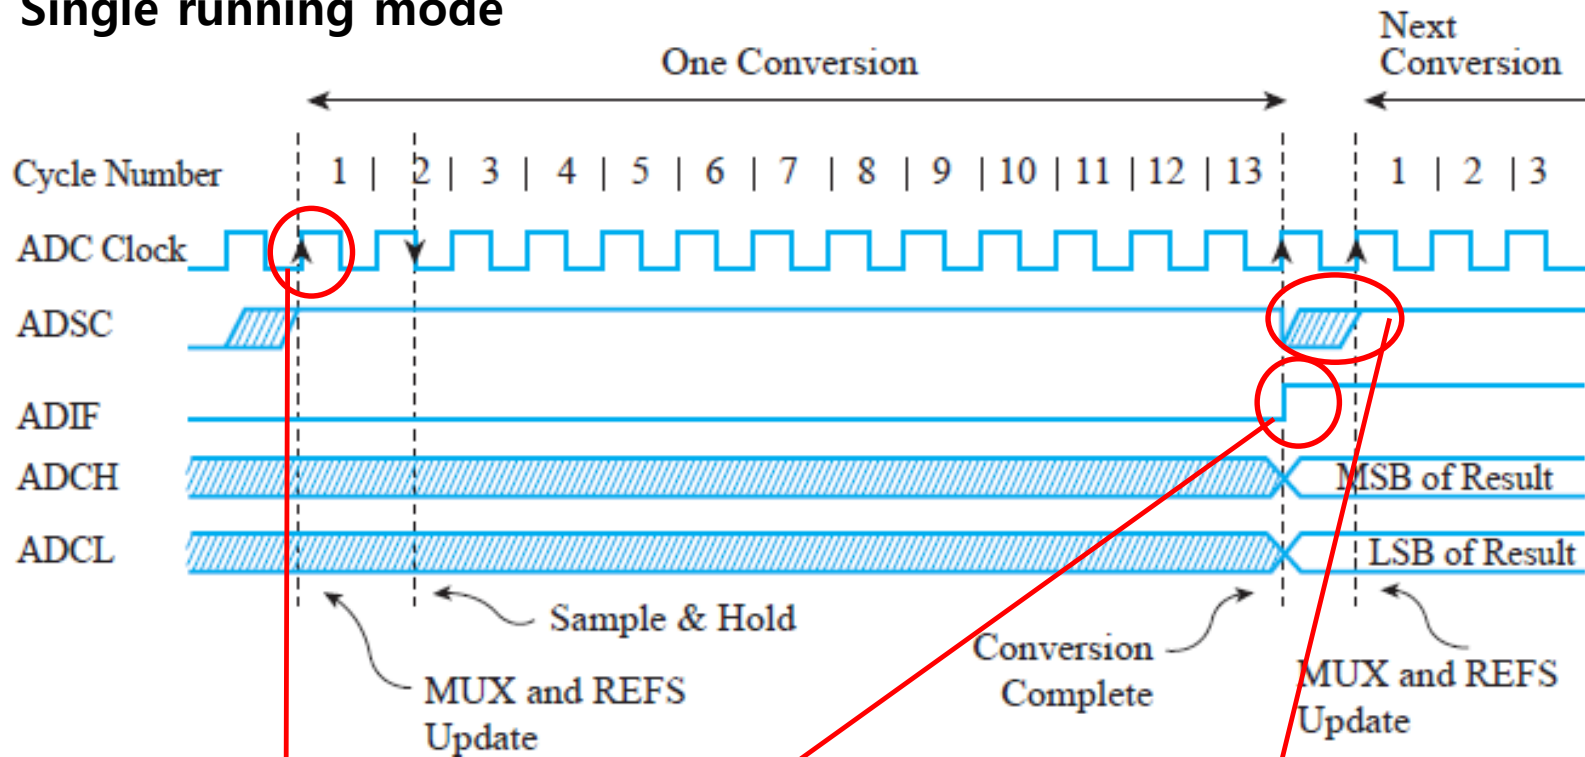 Single running mode
Next
Conversion
One Conversion
Cycle Number 1 | 2 | 3 | 4 | 5 | 6 | 7 | 8 | 9 | 10 | 11 | 12 | 13 1 | 2 | 3
ADC Clock
ADSC
ADIF
ADCH MSB of Result
ADCL LSB of Result
Sample & Hold
Conversion
Complete
MUX and REFS
Update
MUX and REFS
Update